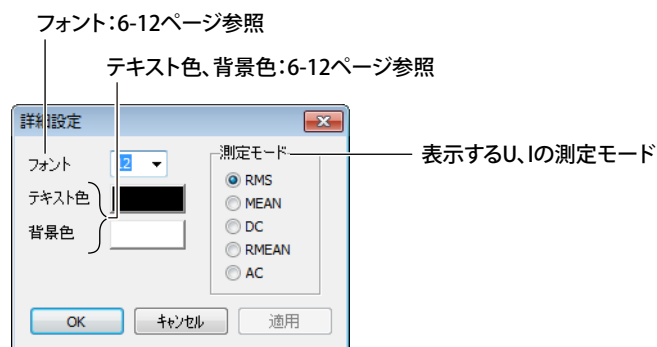 フォント：6-12ページ参照
テキスト色、背景色：6-12ページ参照
詳細設定
フォント
12
テキスト色
背景色
測定モード
RMS
MEAN
DC
RMEAN
AC
表示するU、Iの測定モード
OK
キャンセル
適用